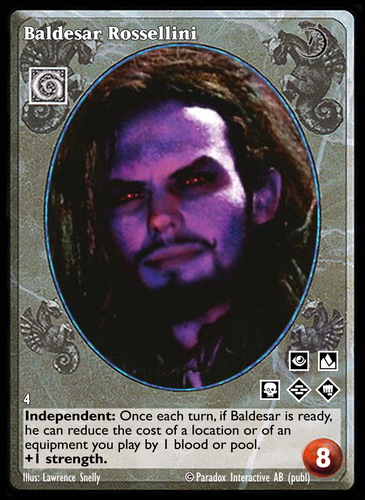 Baldesar Rossellini
4
Independent: Once each turn, if Baldesar is ready,
he can reduce the cost of a location or of an
equipment you play by 1 blood or pool.
+1 strength.
8
Illus: Lawrence Snelly © Paradox Interactive AB (publ)